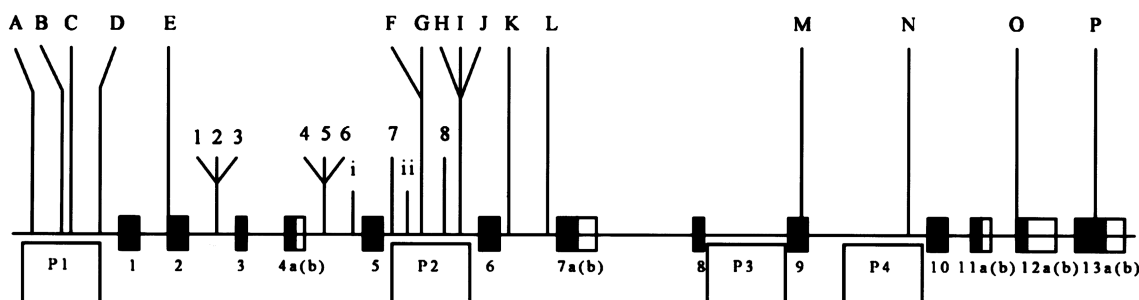 A B C D E F G H I J K L M N O P
1 2 3 4 5 6 i 7 ii 8
P1 P2 P3 P4
1 2 3 4a(b) 5 6 7a(b) 8 9 10 11a(b) 12a(b) 13a(b)